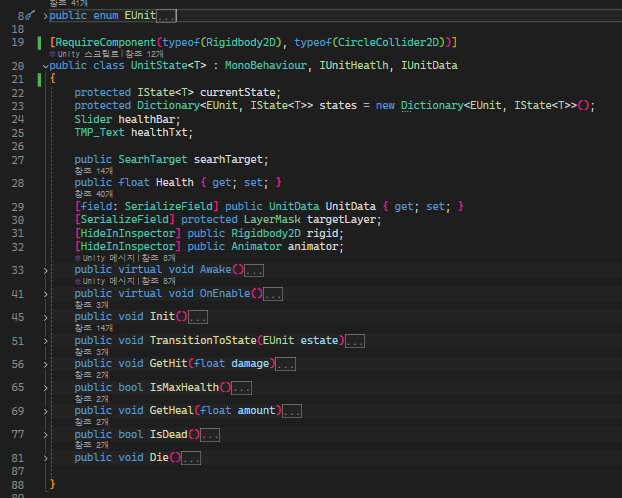 참조 41개
8 public enum EUnit...
18
19 [RequireComponent(typeof(Rigidbody2D), typeof(CircleCollider2D))]
Unity 스크립트|참조 12개
20 public class UnitState<T> : MonoBehaviour, IUnitHeatlh, IUnitData
21 {
22 protected IState<T> currentState;
23 protected Dictionary<EUnit, IState<T>> states = new Dictionary<EUnit, IState<T>>();
24 Slider healthBar;
25 TMP_Text healthTxt;
26
27 public SearhTarget searhTarget;
참조 14개
28 public float Health { get; set; }
참조 40개
29 [field: SerializeField] public UnitData UnitData { get; set; }
30 [SerializeField] protected LayerMask targetLayer;
31 [HideInInspector] public Rigidbody2D rigid;
32 [HideInInspector] public Animator animator;
Unity 메시지|참조 8개
33 public virtual void Awake()...
Unity 메시지|참조 8개
41 public virtual void OnEnable()...
참조 3개
45 public void Init()...
참조 14개
51 public void TransitionToState(EUnit estate)...
참조 3개
56 public void GetHit(float damage)...
참조 2개
65 public bool IsMaxHealth()...
참조 2개
69 public void GetHeal(float amount)...
참조 2개
77 public bool IsDead()...
참조 2개
81 public void Die()...
87
88 }
89